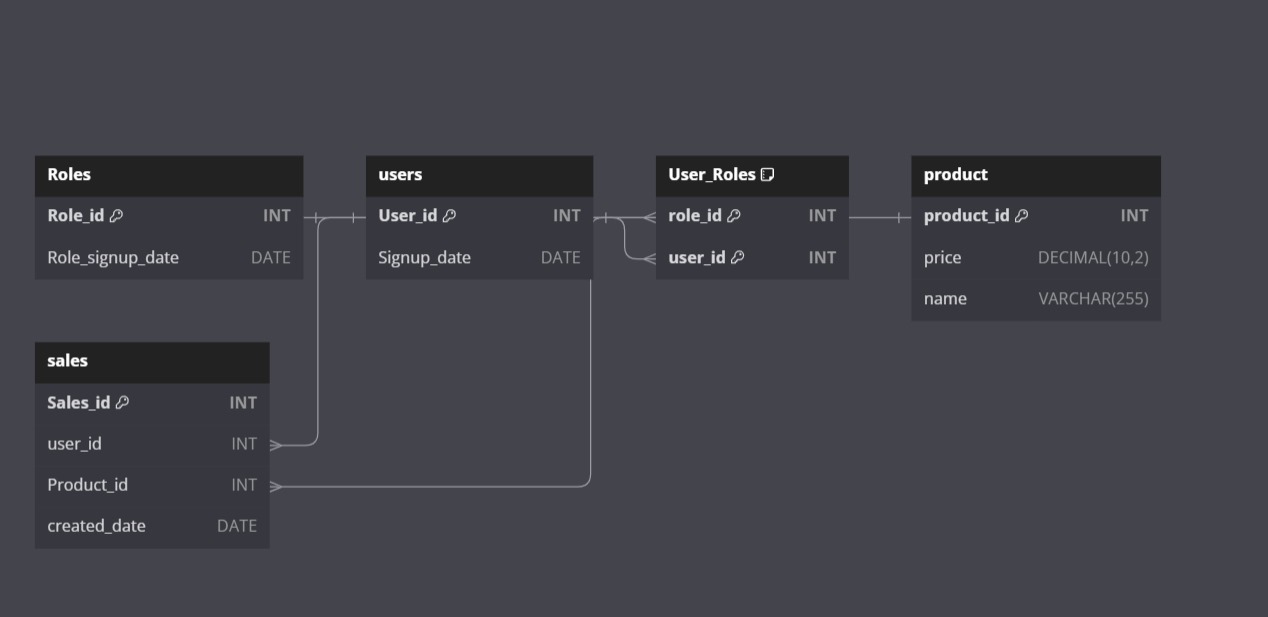 Roles
Role_id INT
Role_signup_date DATE
users
User_id INT
Signup_date DATE
User_Roles
role_id INT
user_id INT
product
product_id INT
price DECIMAL(10,2)
name VARCHAR(255)
sales
Sales_id INT
user_id INT
Product_id INT
created_date DATE